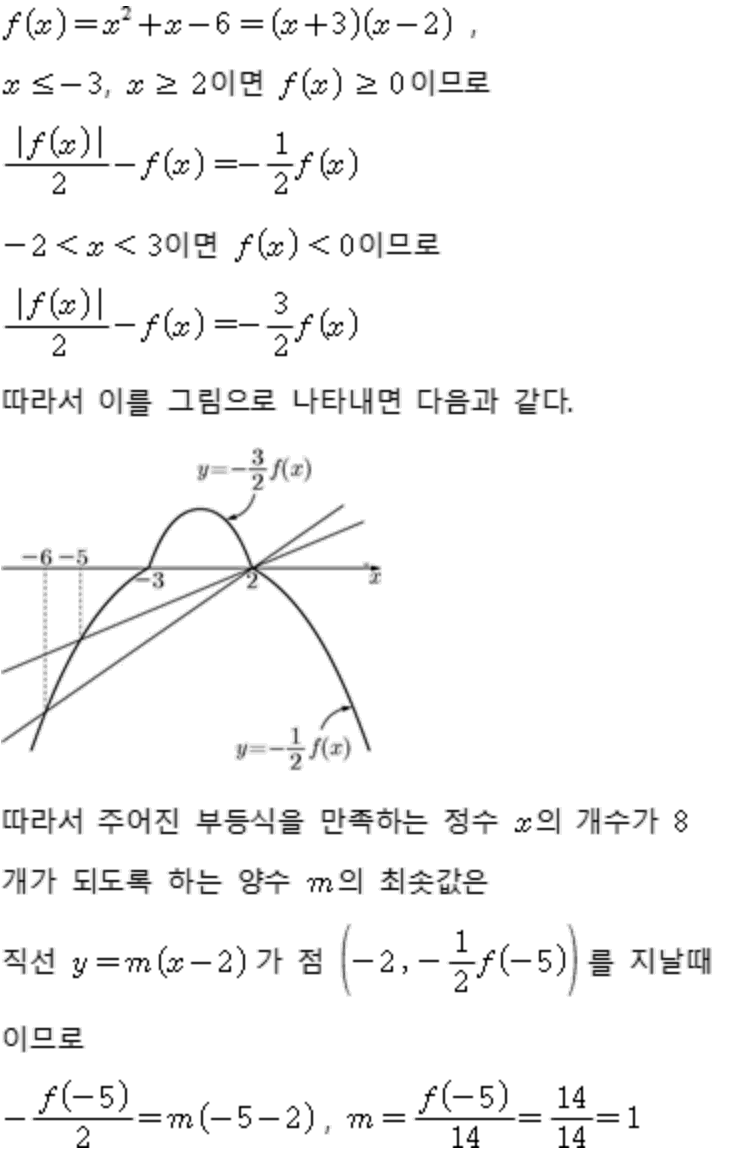 f(x)=x²+x−6=(x+3)(x−2) ,
x ≤−3, x ≥ 2이면 f(x) ≥ 0이므로
|f(x)|/2 − f(x) = −1/2 f(x)
−2 < x < 3이면 f(x) < 0이므로
|f(x)|/2 − f(x) = −3/2 f(x)
따라서 이를 그림으로 나타내면 다음과 같다.
y=−3/2 f(x)
−6 −5
−3 2 x
y=−1/2 f(x)
따라서 주어진 부등식을 만족하는 정수 x의 개수가 8
개가 되도록 하는 양수 m의 최솟값은
직선 y=m(x−2)가 점 (−2, −1/2 f(−5))를 지날때
이므로
−f(−5)/2 = m(−5−2), m = f(−5)/14 = 14/14 = 1